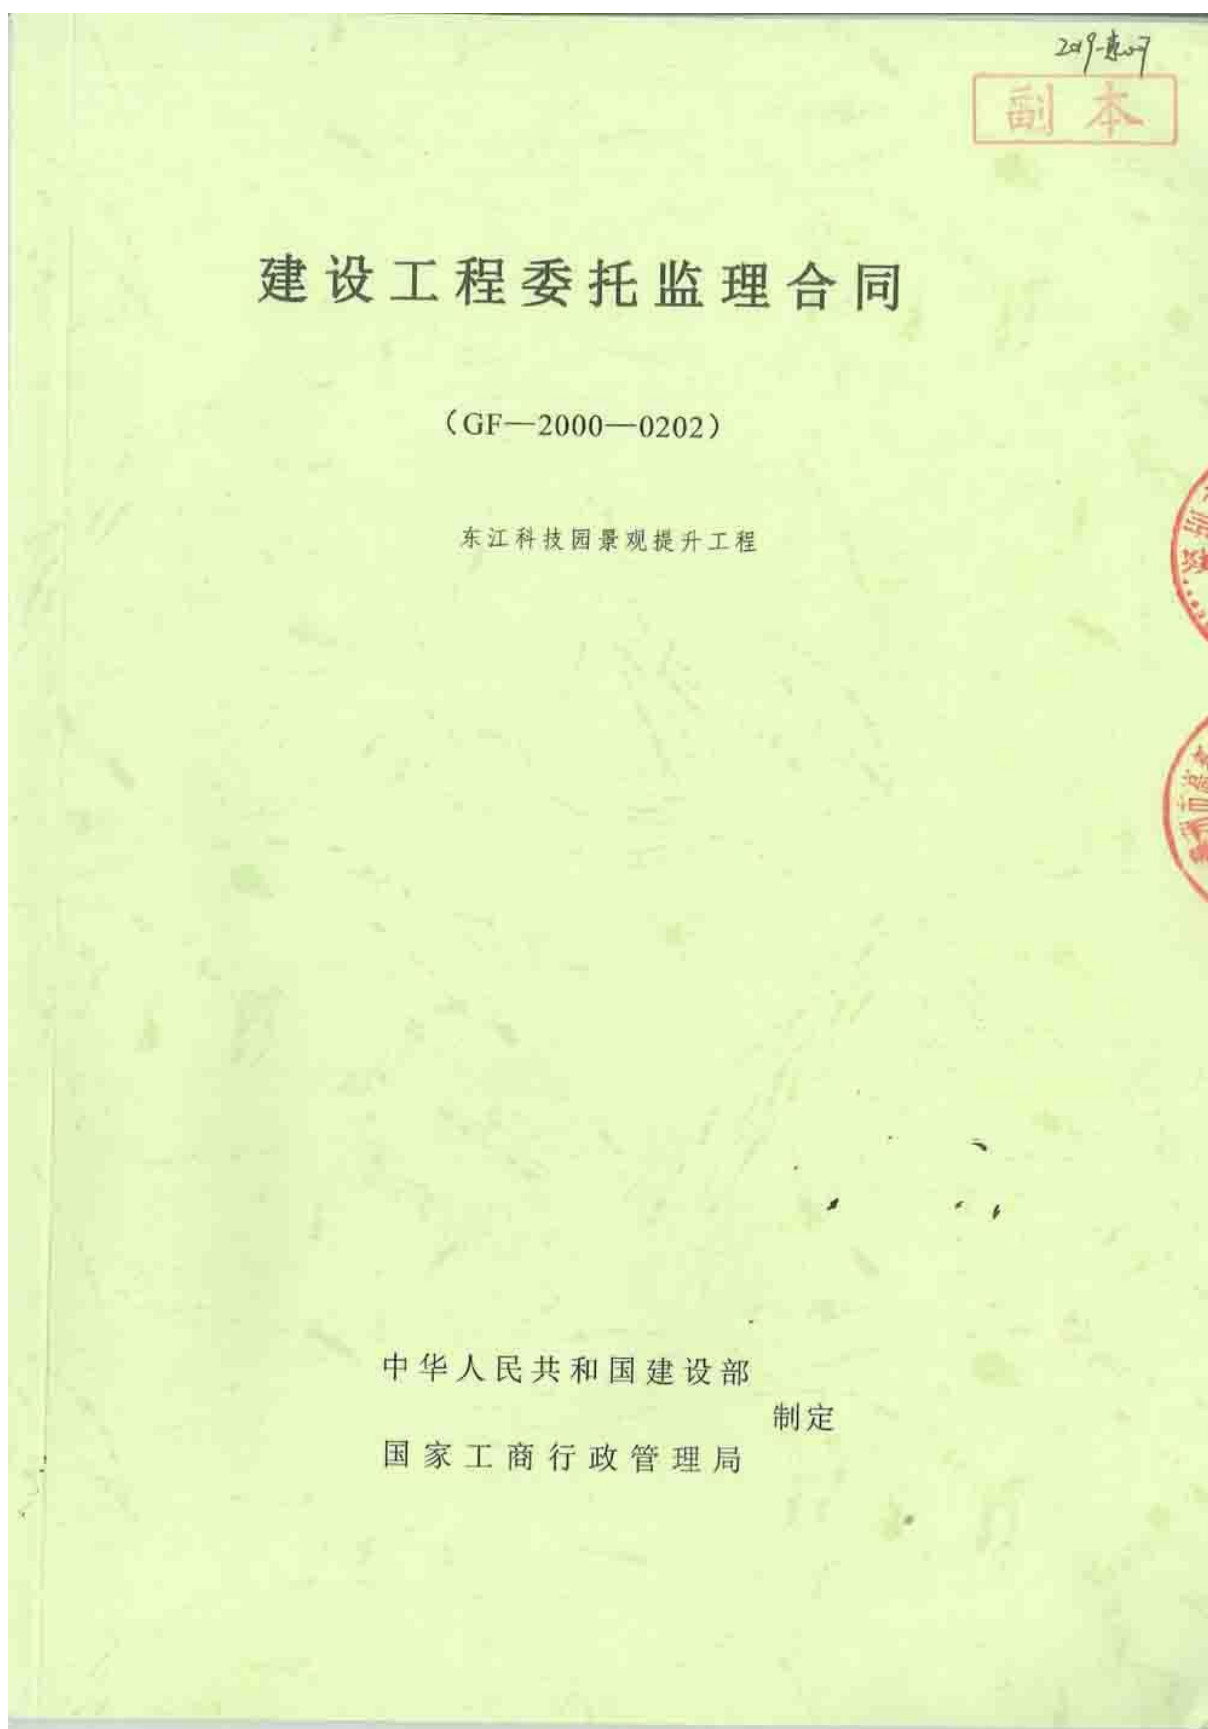 副本
建设工程委托监理合同
（GF—2000—0202）
东江科技园景观提升工程
中华人民共和国建设部
制定
国家工商行政管理局